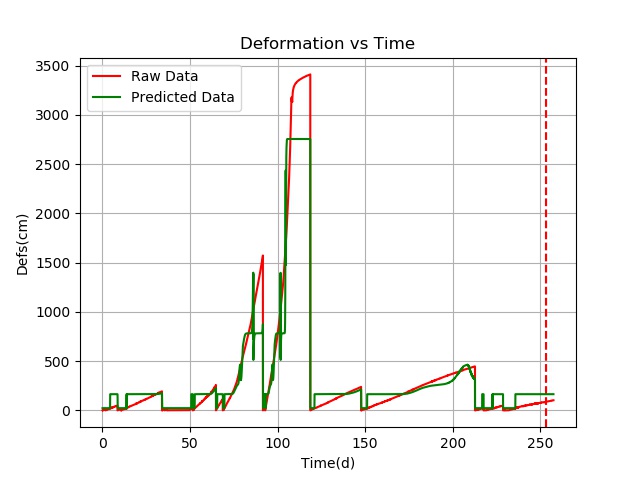 Deformation vs Time
Raw Data
Predicted Data
Defs(cm)
3500
3000
2500
2000
1500
1000
500
0
0 50 100 150 200 250
Time(d)